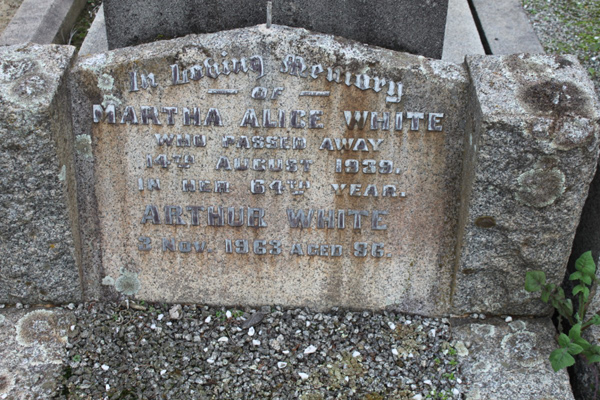 In Loving Memory
of
MARTHA ALICE WHITE
WHO PASSED AWAY
14TH AUGUST 1939.
IN HER 64TH YEAR.
ARTHUR WHITE
3 NOV. 1963 AGED 96